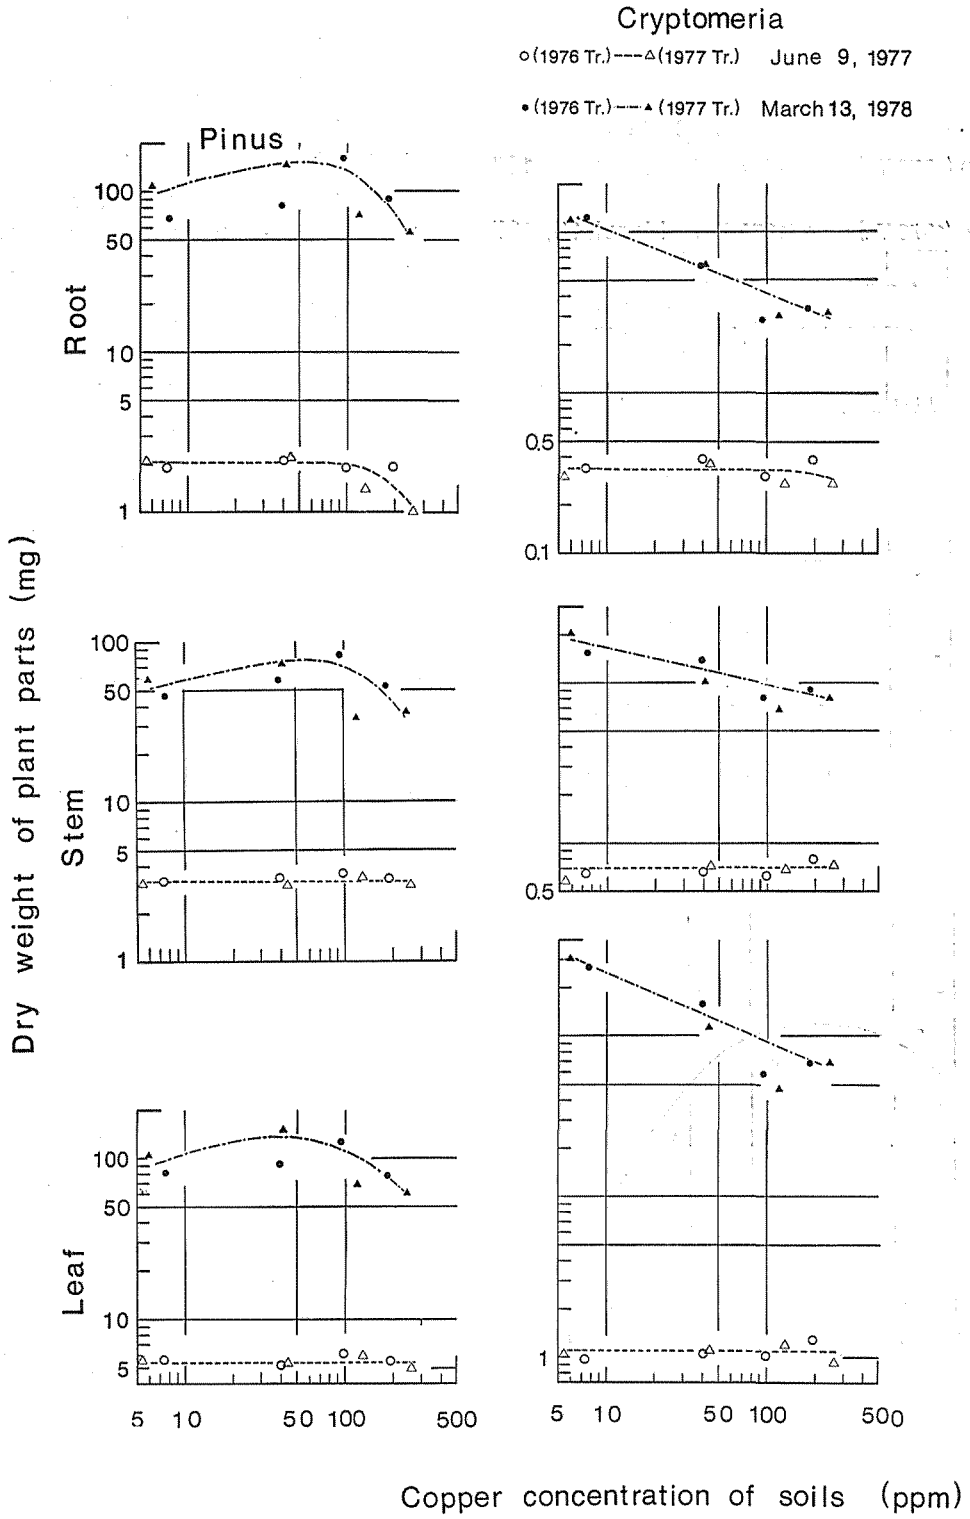 Cryptomeria
(1976 Tr.) (1977 Tr.) June 9, 1977
(1976 Tr.) (1977 Tr.) March 13, 1978
Pinus
Dry weight of plant parts (mg)
Root
100
50
10
5
1
0.5
0.1
Stem
100
50
10
5
1
0.5
Leaf
100
50
10
5
1
5 10 50 100 500
5 10 50 100 500
Copper concentration of soils (ppm)